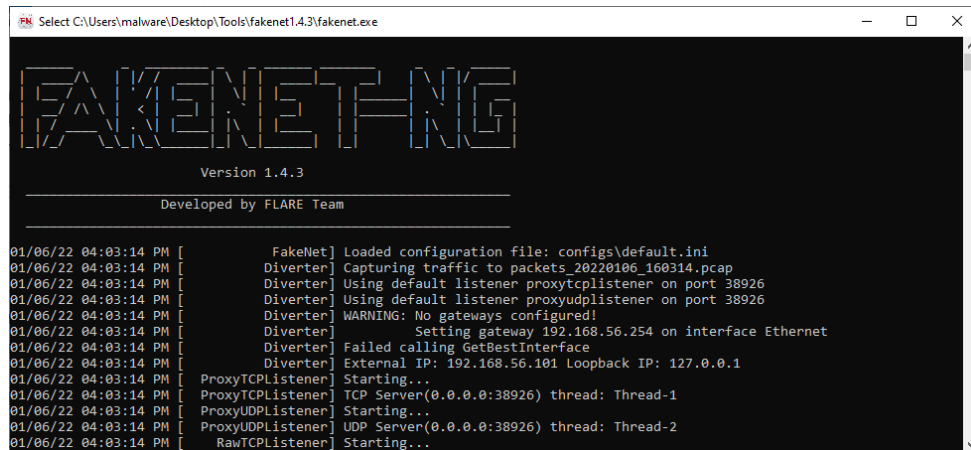 Select C:\Users\malware\Desktop\Tools\fakenet1.4.3\fakenet.exe
FAKENET-NG
Version 1.4.3
Developed by FLARE Team
01/06/22 04:03:14 PM [ FakeNet] Loaded configuration file: configs\default.ini
01/06/22 04:03:14 PM [ Diverter] Capturing traffic to packets_20220106_160314.pcap
01/06/22 04:03:14 PM [ Diverter] Using default listener proxytcplistener on port 38926
01/06/22 04:03:14 PM [ Diverter] Using default listener proxyudplistener on port 38926
01/06/22 04:03:14 PM [ Diverter] WARNING: No gateways configured!
01/06/22 04:03:14 PM [ Diverter] Setting gateway 192.168.56.254 on interface Ethernet
01/06/22 04:03:14 PM [ Diverter] Failed calling GetBestInterface
01/06/22 04:03:14 PM [ Diverter] External IP: 192.168.56.101 Loopback IP: 127.0.0.1
01/06/22 04:03:14 PM [ ProxyTCPListener] Starting...
01/06/22 04:03:14 PM [ ProxyTCPListener] TCP Server(0.0.0.0:38926) thread: Thread-1
01/06/22 04:03:14 PM [ ProxyUDPListener] Starting...
01/06/22 04:03:14 PM [ ProxyUDPListener] UDP Server(0.0.0.0:38926) thread: Thread-2
01/06/22 04:03:14 PM [ RawTCPListener] Starting...